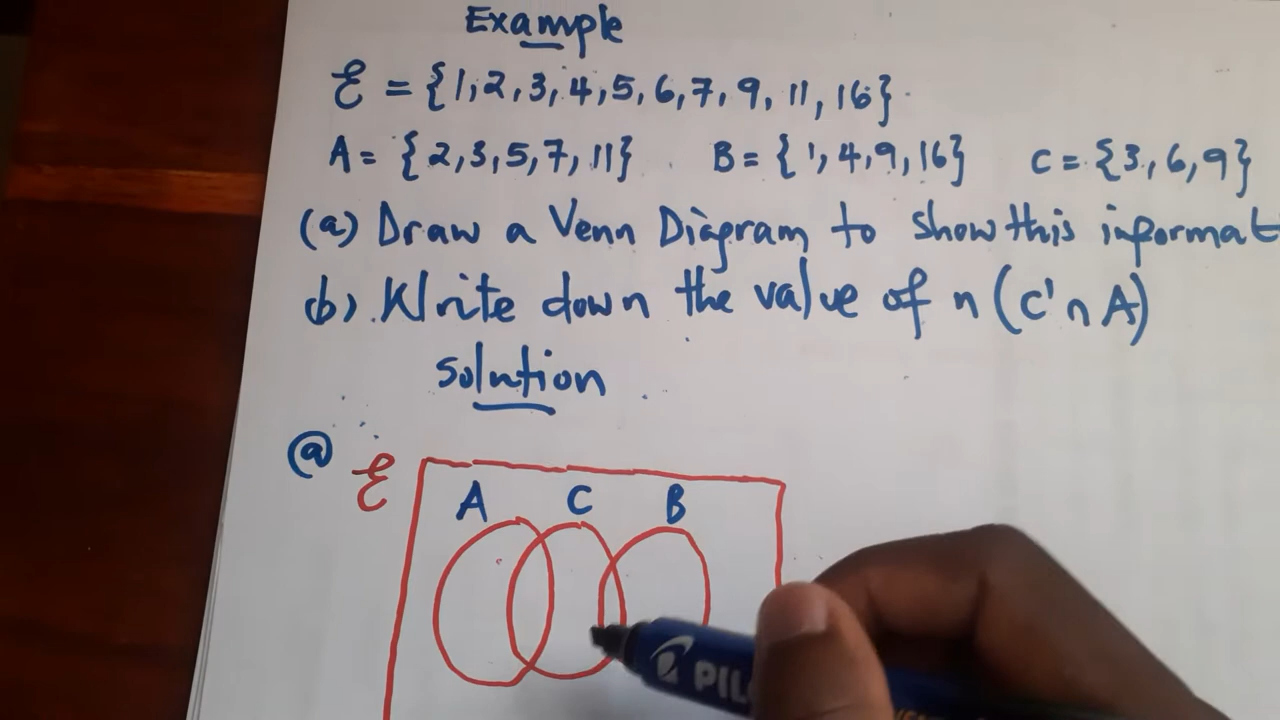 Example
ℰ = {1,2,3,4,5,6,7,9,11,16}
A = {2,3,5,7,11} B = {1,4,9,16} C = {3,6,9}
(a) Draw a Venn Diagram to show this informat
b) Write down the value of n(C'∩A)
Solution
@ ℰ
A C B
PIL